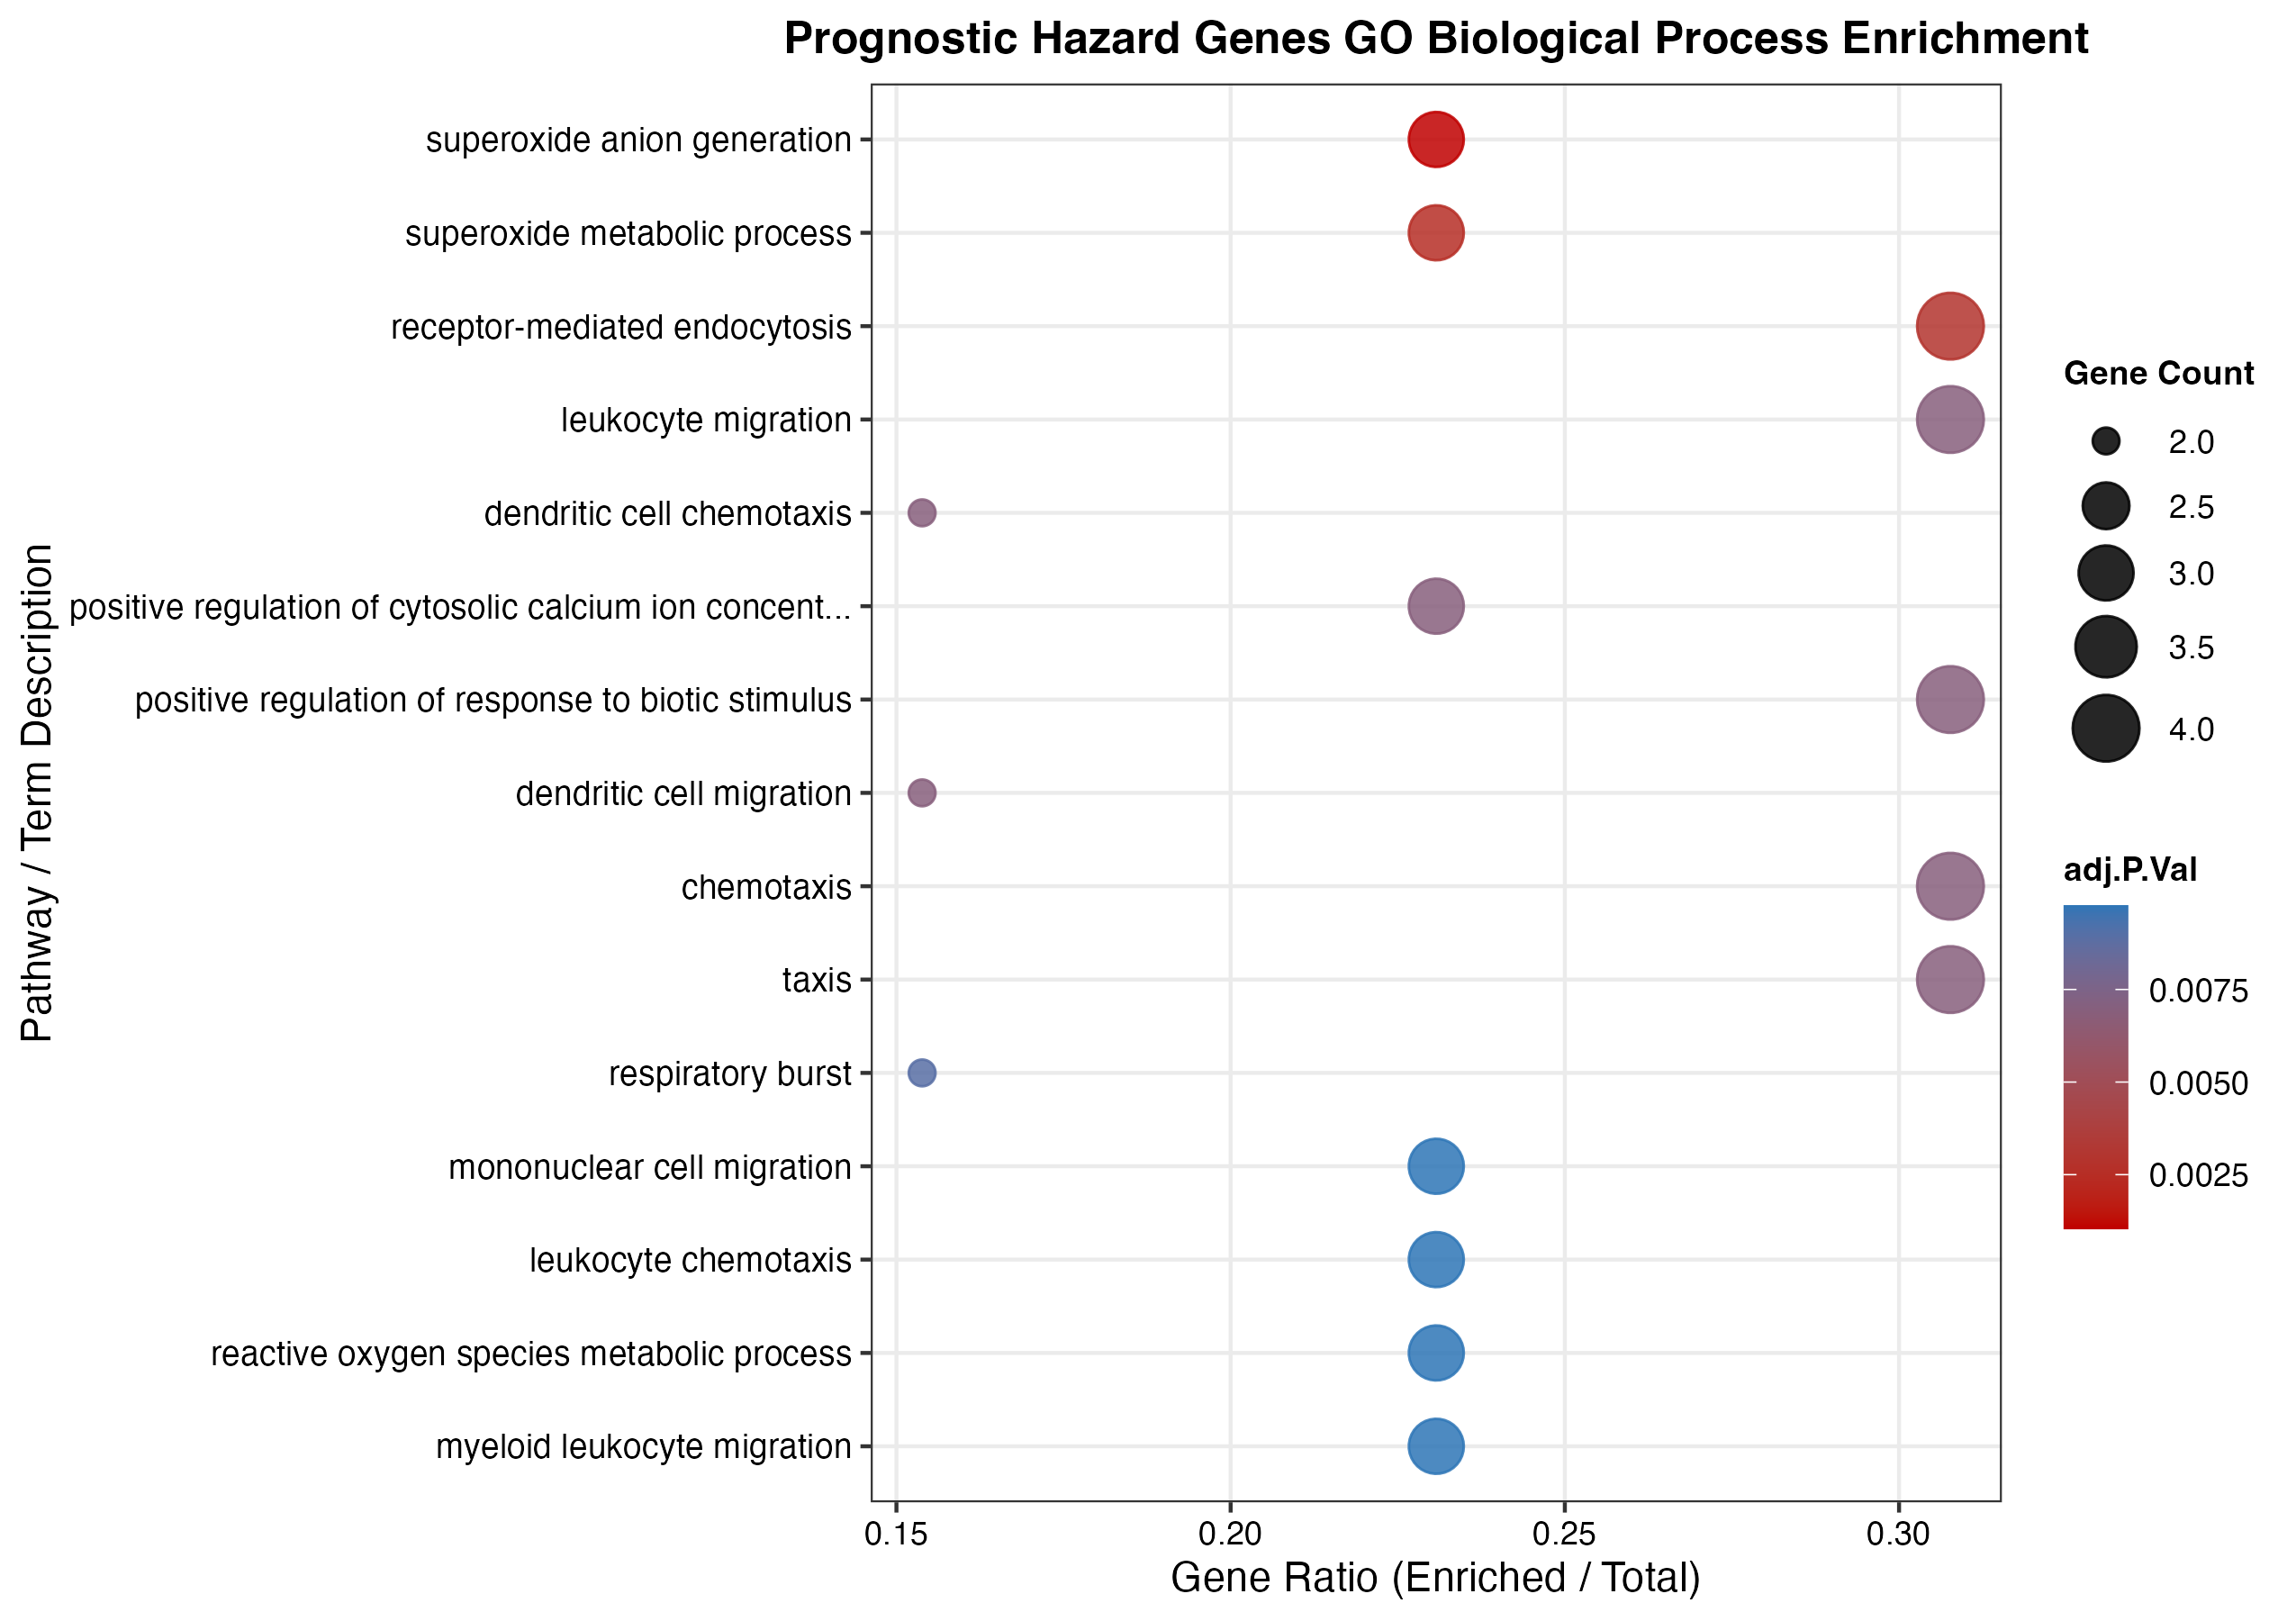 Prognostic Hazard Genes GO Biological Process Enrichment
Pathway / Term Description
superoxide anion generation
superoxide metabolic process
receptor-mediated endocytosis
leukocyte migration
dendritic cell chemotaxis
positive regulation of cytosolic calcium ion concent...
positive regulation of response to biotic stimulus
dendritic cell migration
chemotaxis
taxis
respiratory burst
mononuclear cell migration
leukocyte chemotaxis
reactive oxygen species metabolic process
myeloid leukocyte migration
0.15
0.20
0.25
0.30
Gene Ratio (Enriched / Total)
Gene Count
2.0
2.5
3.0
3.5
4.0
adj.P.Val
0.0075
0.0050
0.0025